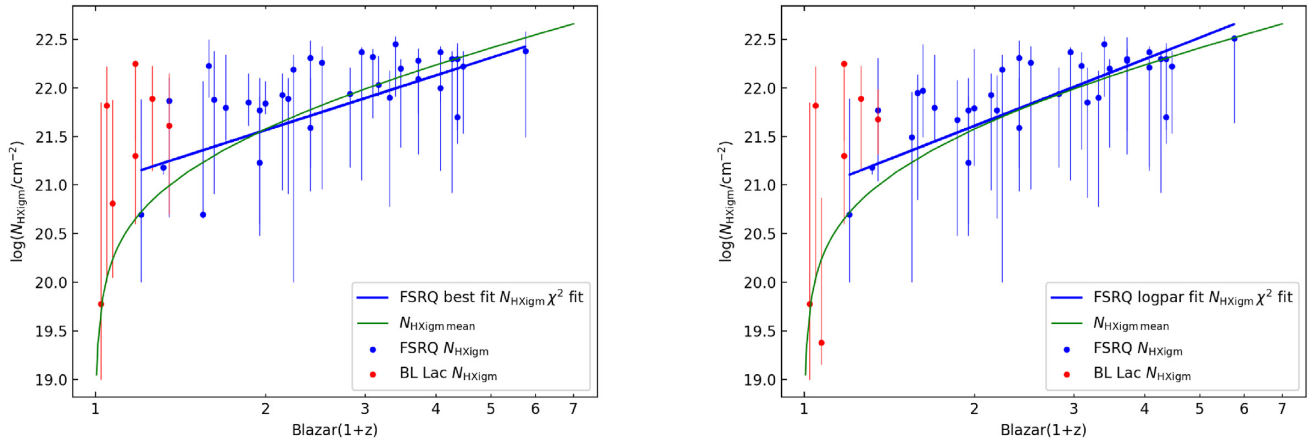 22.5
22.0
21.5
21.0
20.5
20.0
19.5
19.0
log(N_HXigm/cm⁻²)
FSRQ best fit N_HXigm χ² fit
N_HXigm mean
FSRQ N_HXigm
BL Lac N_HXigm
1 2 3 4 5 6 7
Blazar(1+z)
22.5
22.0
21.5
21.0
20.5
20.0
19.5
19.0
log(N_HXigm/cm⁻²)
FSRQ logpar fit N_HXigm χ² fit
N_HXigm mean
FSRQ N_HXigm
BL Lac N_HXigm
1 2 3 4 5 6 7
Blazar(1+z)